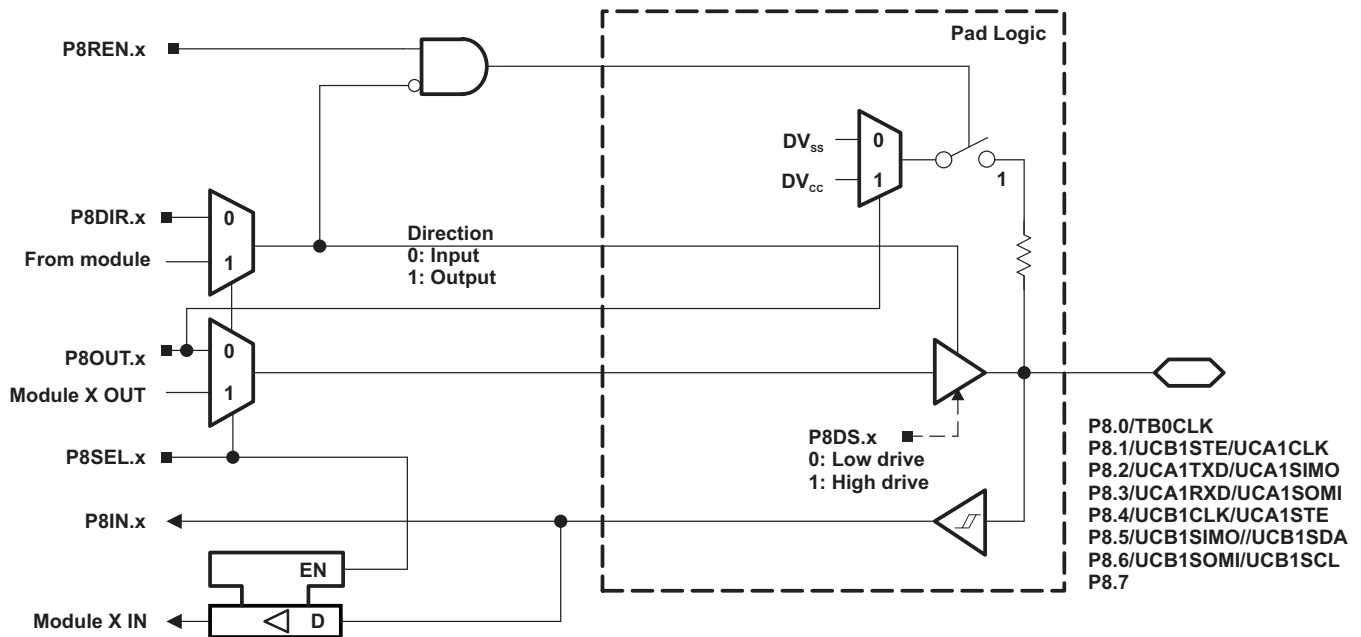 Pad Logic
P8REN.x
DVss
0
DVcc
1
1
P8DIR.x
0
From module
1
Direction
0: Input
1: Output
P8OUT.x
0
Module X OUT
1
P8DS.x
0: Low drive
1: High drive
P8SEL.x
P8IN.x
EN
Module X IN
D
P8.0/TB0CLK
P8.1/UCB1STE/UCA1CLK
P8.2/UCA1TXD/UCA1SIMO
P8.3/UCA1RXD/UCA1SOMI
P8.4/UCB1CLK/UCA1STE
P8.5/UCB1SIMO//UCB1SDA
P8.6/UCB1SOMI/UCB1SCL
P8.7